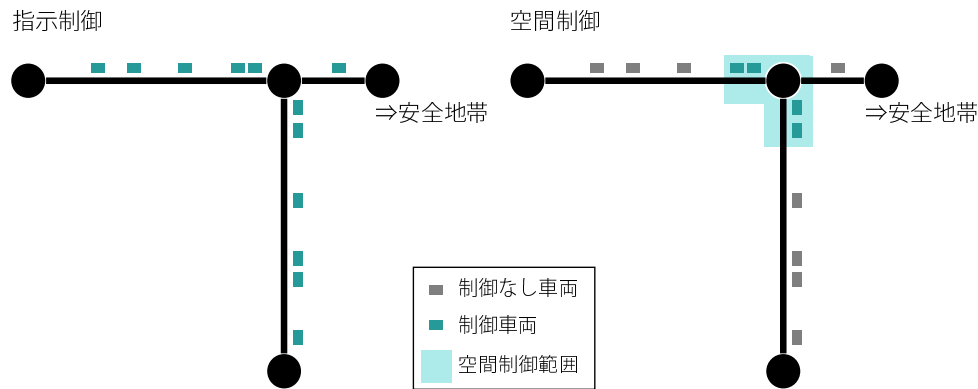 指示制御
空間制御
⇒安全地帯
⇒安全地帯
制御なし車両
制御車両
空間制御範囲